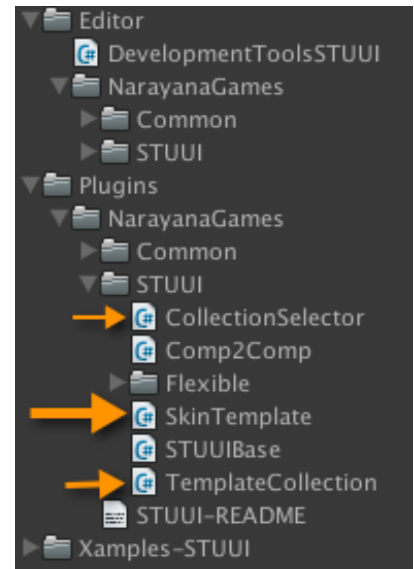 Editor
DevelopmentToolsSTUUI
NarayanaGames
Common
STUUI
Plugins
NarayanaGames
Common
STUUI
CollectionSelector
Comp2Comp
Flexible
SkinTemplate
STUUIBase
TemplateCollection
STUUI-README
Xamples-STUUI